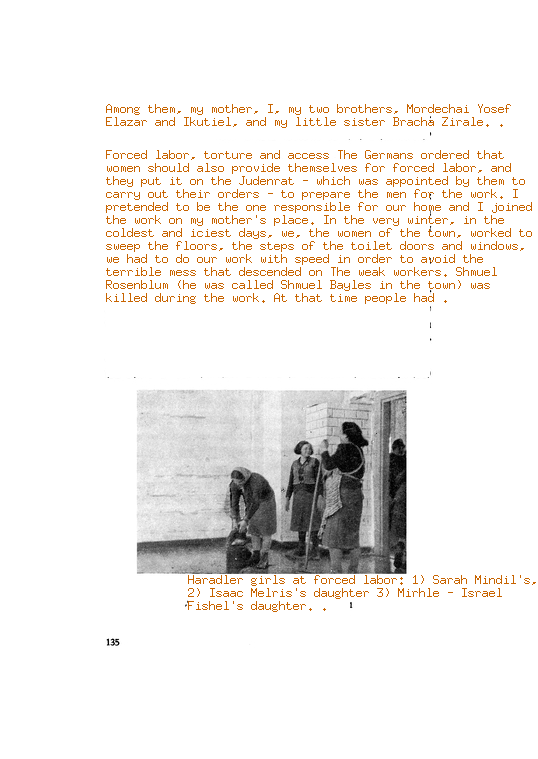 Among them, my mother, I, my two brothers, Mordechai Yosef
Elazar and Ikutiel, and my little sister Bracha Zirale. .
Forced labor, torture and access The Germans ordered that
women should also provide themselves for forced labor, and
they put it on the Judenrat - which was appointed by them to
carry out their orders - to prepare the men for the work. I
pretended to be the one responsible for our home and I joined
the work on my mother's place. In the very winter, in the
coldest and iciest days, we, the women of the town, worked to
sweep the floors, the steps of the toilet doors and windows,
we had to do our work with speed in order to avoid the
terrible mess that descended on The weak workers. Shmuel
Rosenblum (he was called Shmuel Bayles in the town) was
killed during the work. At that time people had .
Haradler girls at forced labor: 1) Sarah Mindil's,
2) Isaac Melris's daughter 3) Mirhle - Israel
Fishel's daughter. . 1
135